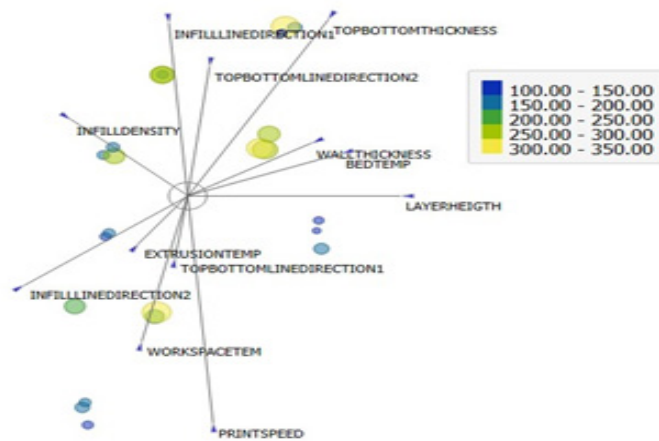 INFILLLINEDIRECTION1
TOPBOTTOMTHICKNESS
TOPBOTTOMLINEDIRECTION2
100.00 - 150.00
150.00 - 200.00
200.00 - 250.00
250.00 - 300.00
300.00 - 350.00
INFILLDENSITY
WALLTHICKNESS
BEDTEMP
LAYERHEIGTH
EXTRUSIONTEMP
TOPBOTTOMLINEDIRECTION1
INFILLLINEDIRECTION2
WORKSPACETEM
PRINTSPEED